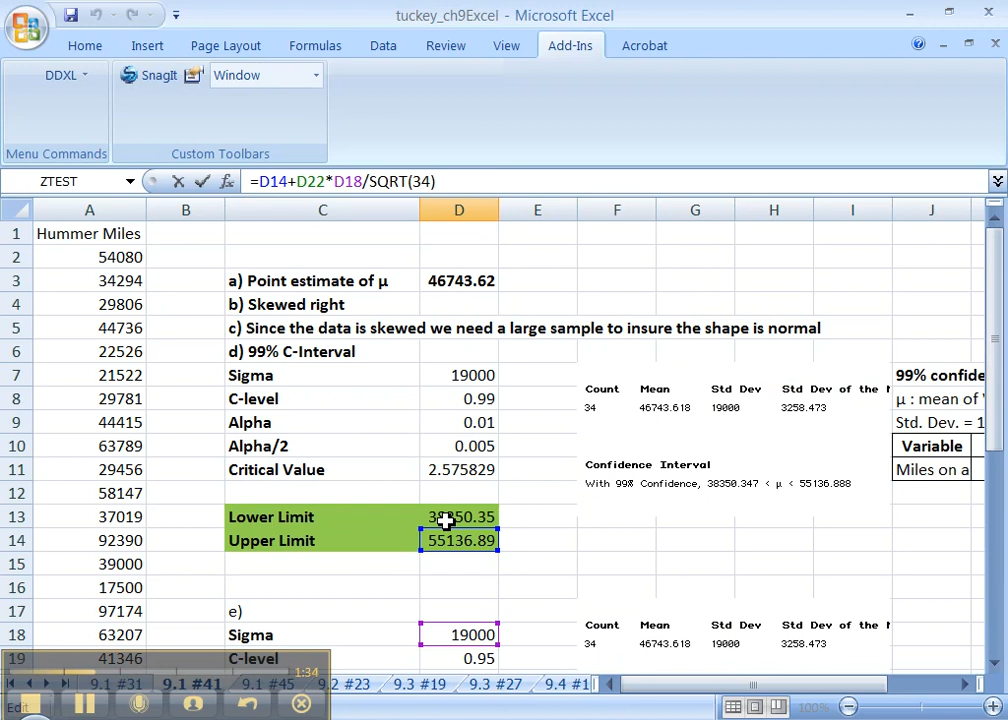 tuckey_ch9Excel - Microsoft Excel
Home Insert Page Layout Formulas Data Review View Add-Ins Acrobat
DDXL SnagIt Window
Menu Commands Custom Toolbars
ZTEST =D14+D22*D18/SQRT(34)
A B C D E F G H I J
1 Hummer Miles
2 54080
3 34294 a) Point estimate of µ 46743.62
4 29806 b) Skewed right
5 44736 c) Since the data is skewed we need a large sample to insure the shape is normal
6 22526 d) 99% C-Interval
7 21522 Sigma 19000 99% confide
8 29781 C-level 0.99 Count Mean Std Dev Std Dev of the µ : mean of
9 44415 Alpha 0.01 34 46743.618 19000 3258.473 Std. Dev. = 1
10 63789 Alpha/2 0.005 Variable
11 29456 Critical Value 2.575829 Confidence Interval Miles on a
12 58147 With 99% Confidence, 38350.347 < µ < 55136.888
13 37019 Lower Limit 38350.35
14 92390 Upper Limit 55136.89
15 39000
16 17500
17 97174 e)
18 63207 Sigma 19000 Count Mean Std Dev Std Dev of the
19 41346 C-level 0.95 34 46743.618 19000 3258.473
1:34
9.1 #31 9.1 #41 9.1 #45 9.2 #23 9.3 #19 9.3 #27 9.4 #1
Edit 100%